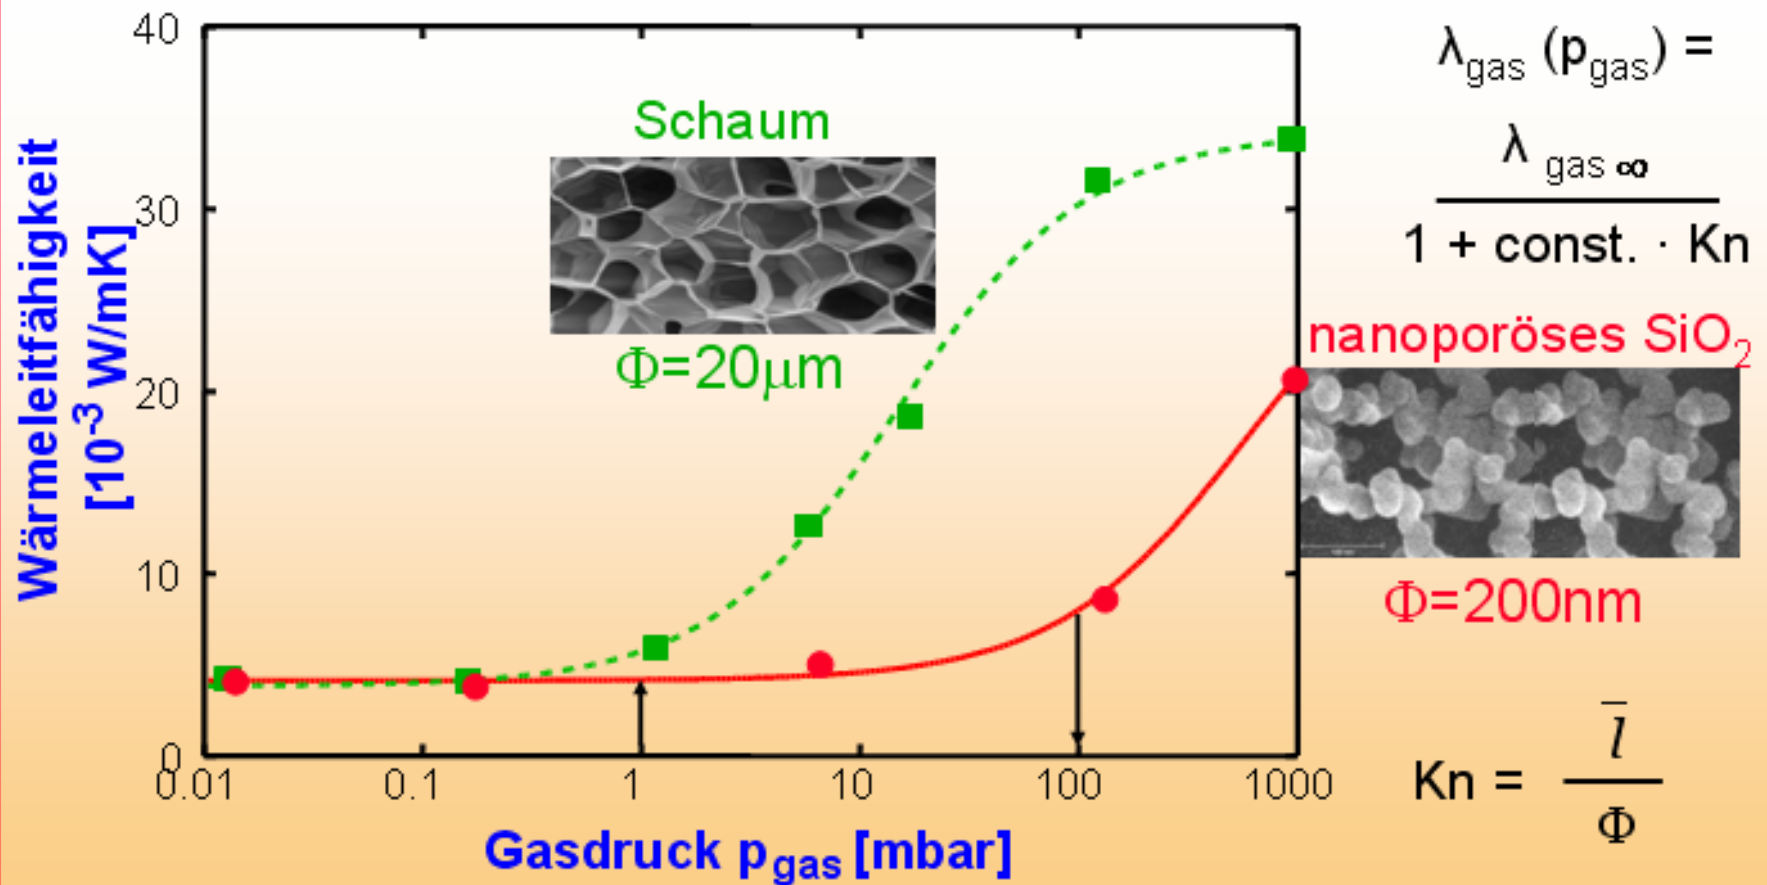 Wärmeleitfähigkeit
[10⁻³ W/mK]
40
30
20
10
0
0.01
0.1
1
10
100
1000
Gasdruck p_gas [mbar]
Schaum
Φ=20μm
λ_gas (p_gas) =
λ_gas ∞
1 + const. · Kn
nanoporöses SiO₂
Φ=200nm
Kn =
l̄
Φ